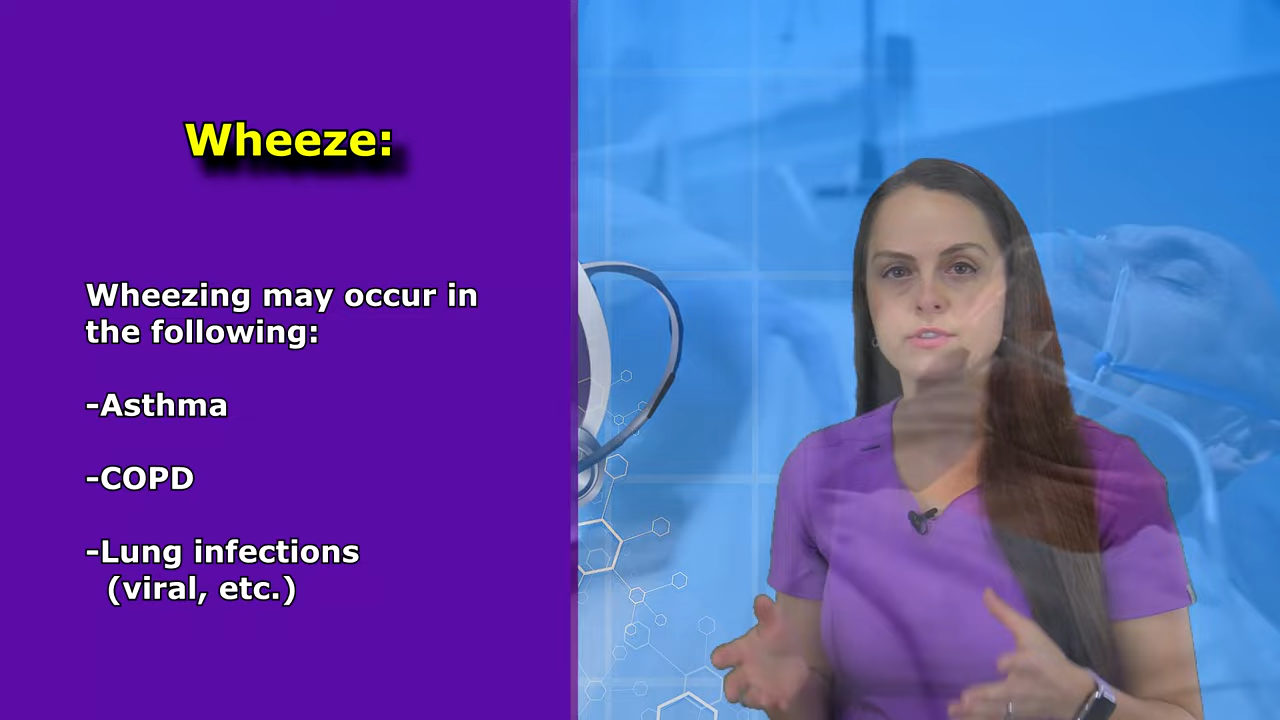 Wheeze:
Wheezing may occur in
the following:
-Asthma
-COPD
-Lung infections
(viral, etc.)